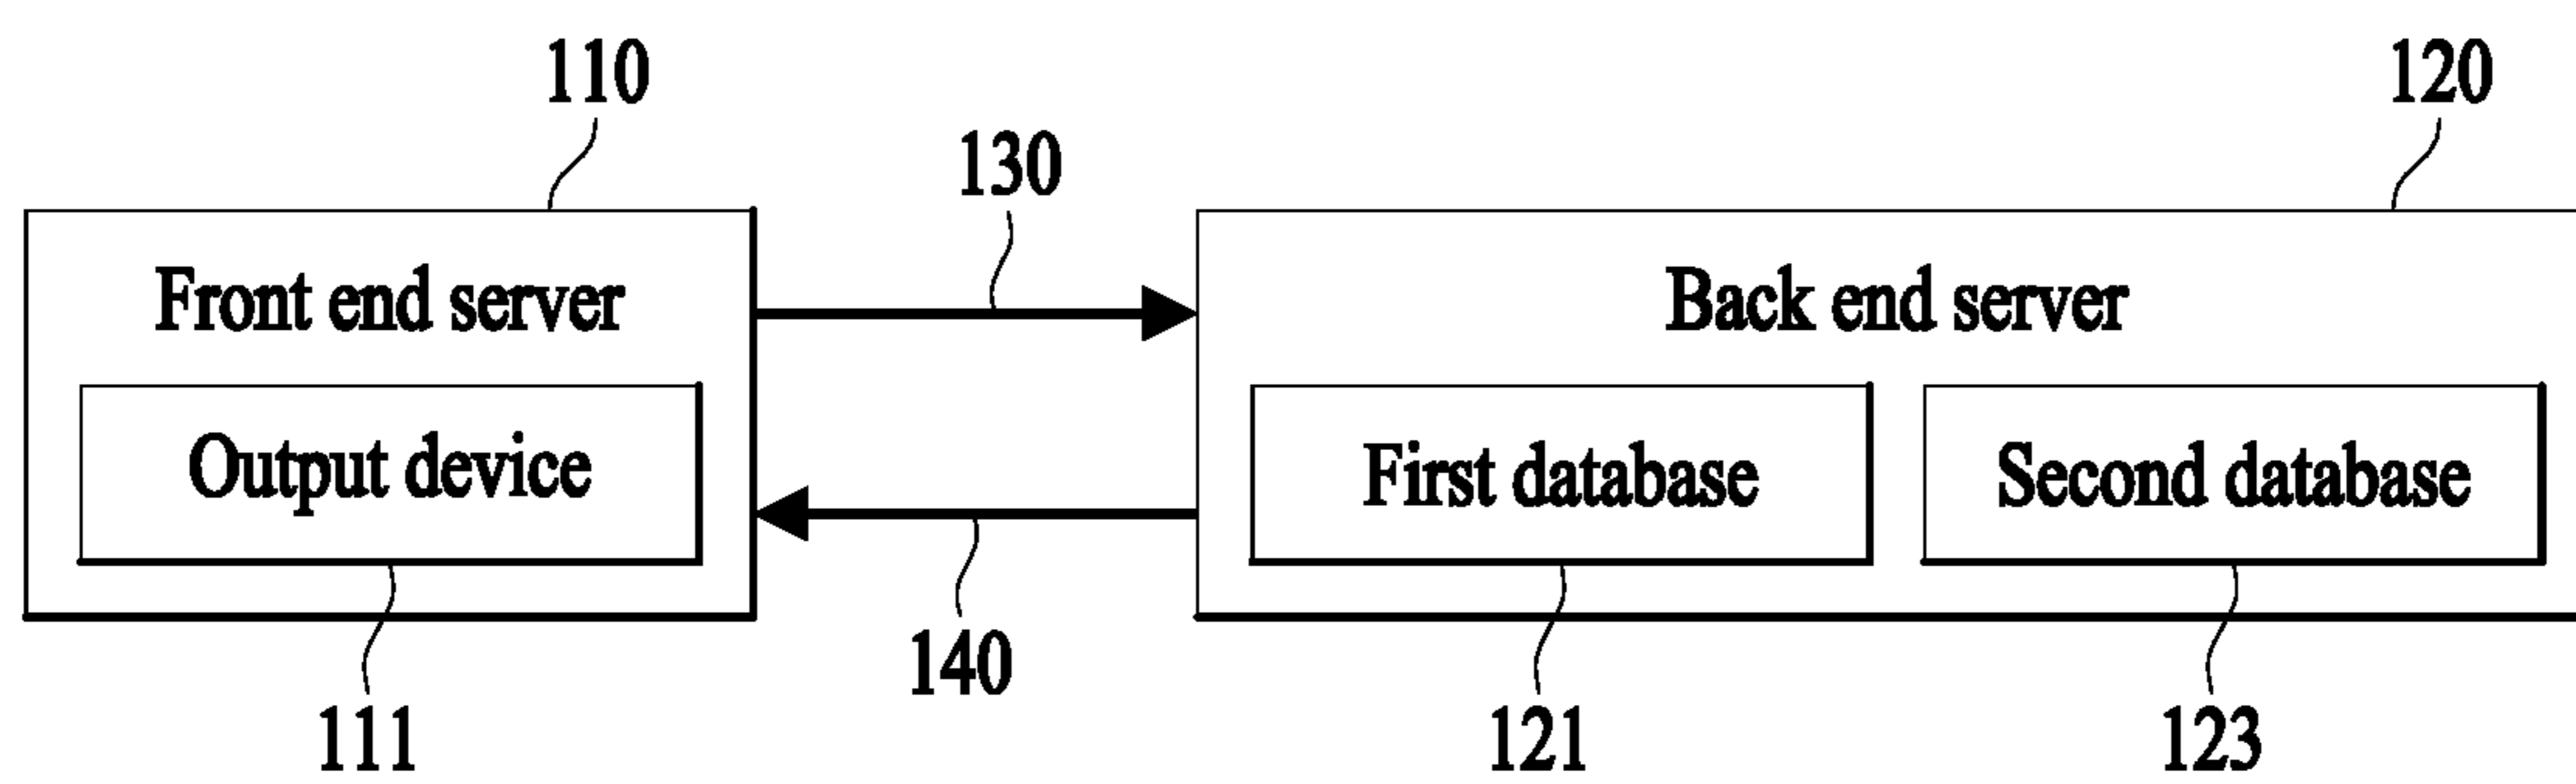 110
120
130
Front end server
Back end server
Output device
First database
Second database
140
111
121
123